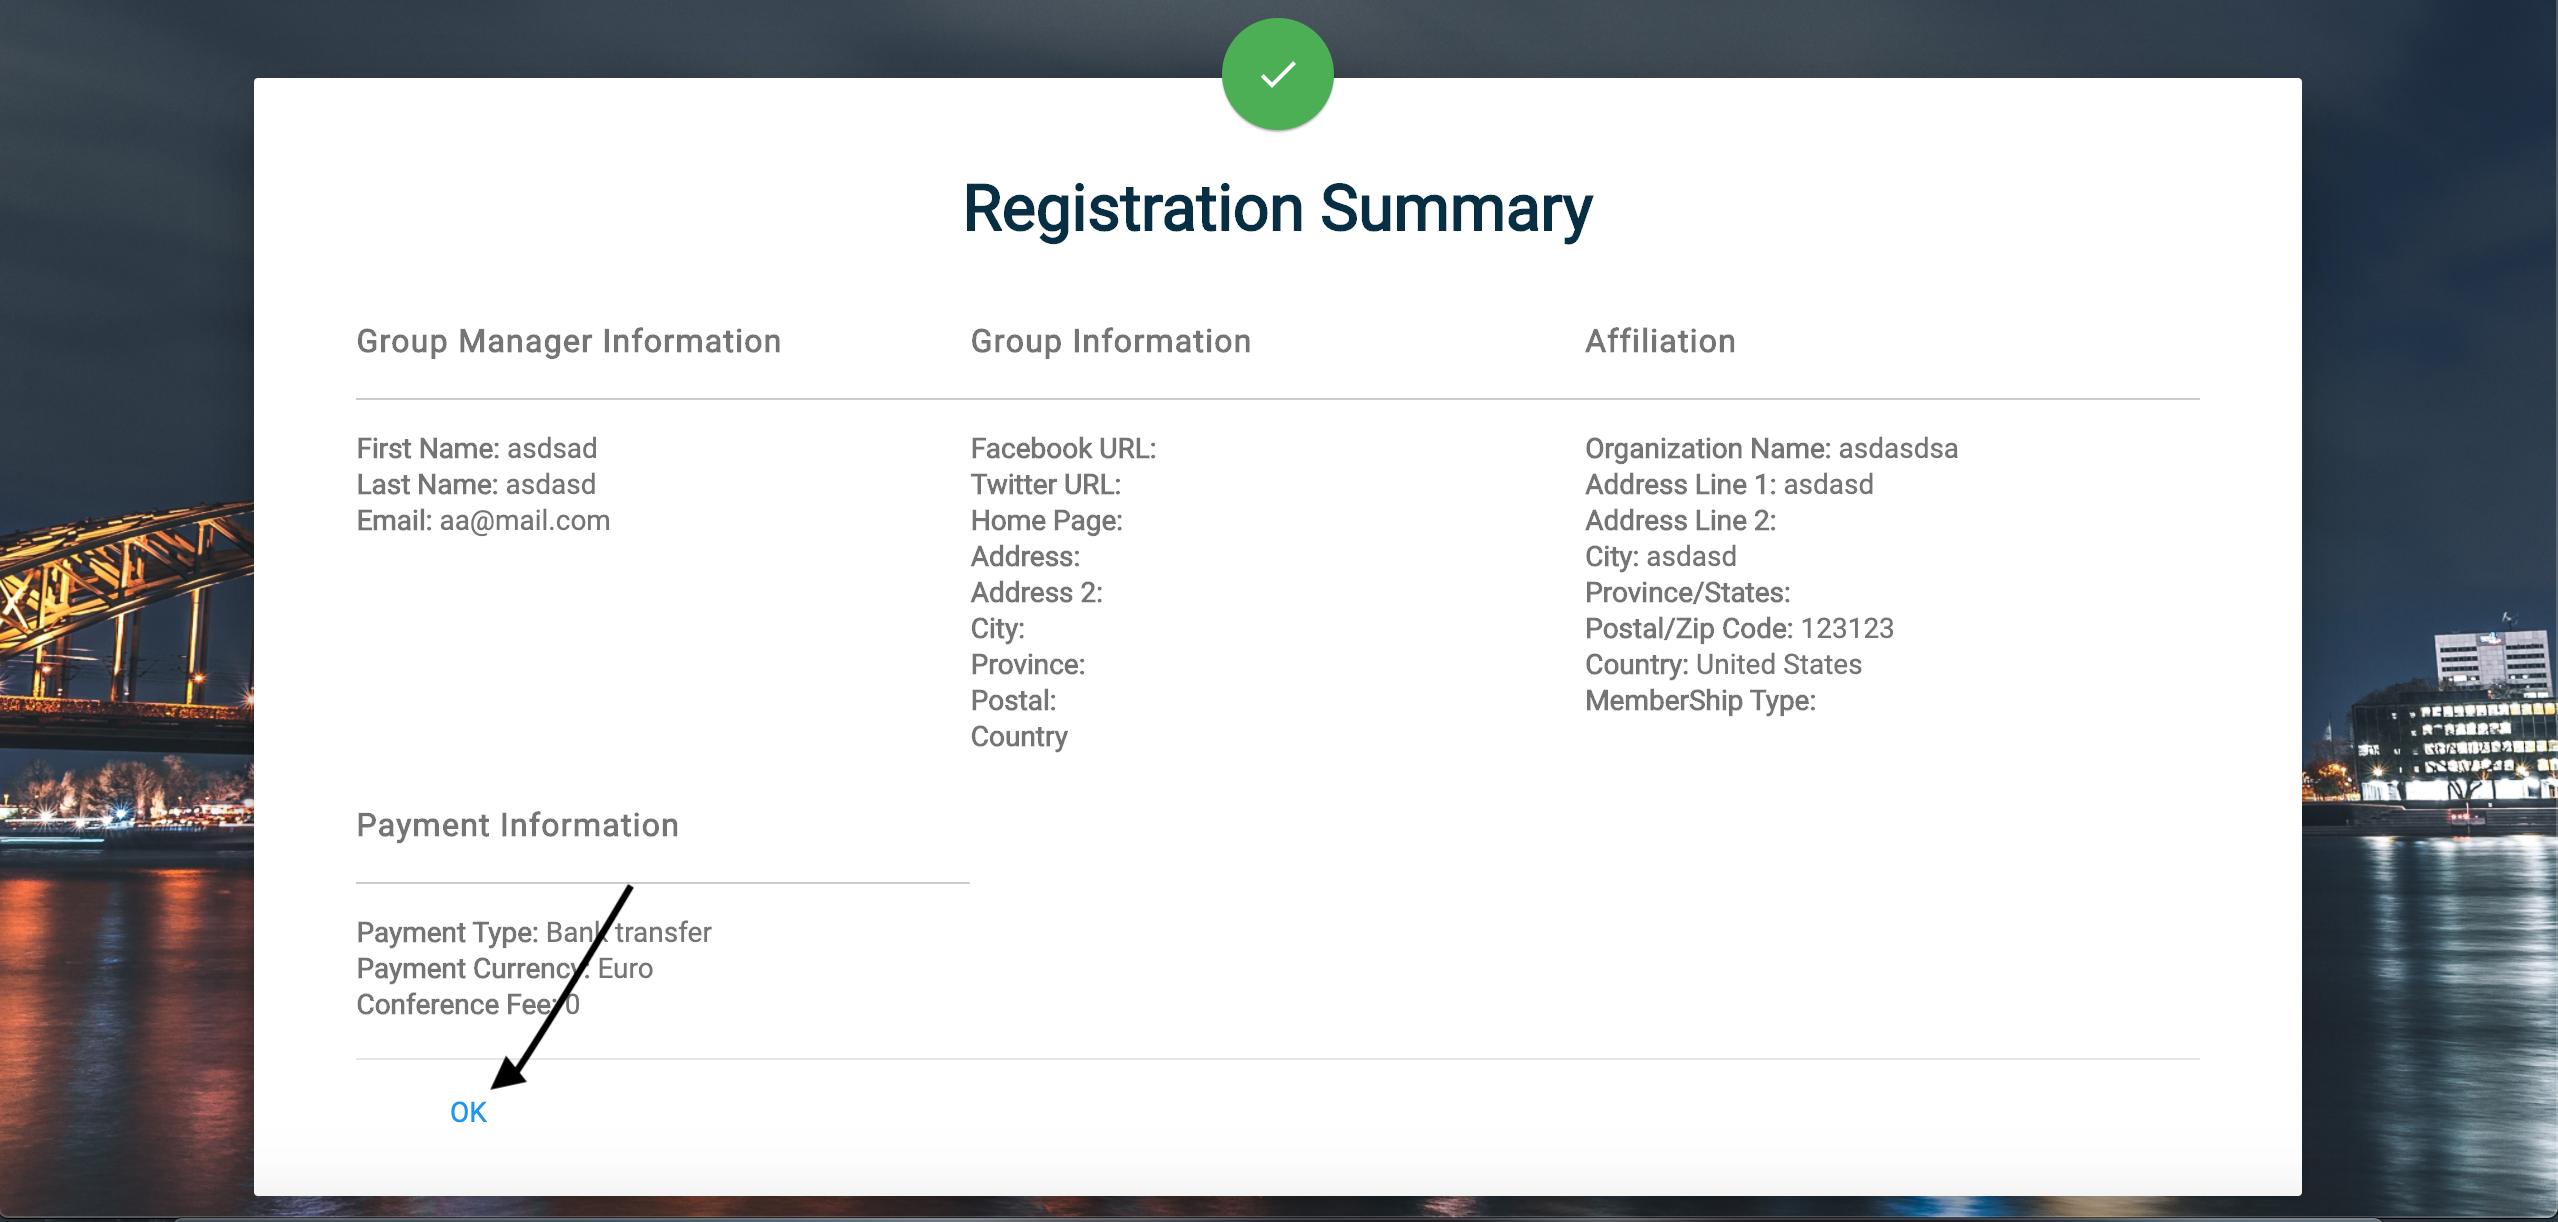 Registration Summary
Group Manager Information
First Name: asdsad
Last Name: asdasd
Email: aa@mail.com
Group Information
Facebook URL:
Twitter URL:
Home Page:
Address:
Address 2:
City:
Province:
Postal:
Country
Affiliation
Organization Name: asdasdsa
Address Line 1: asdasd
Address Line 2:
City: asdasd
Province/States:
Postal/Zip Code: 123123
Country: United States
MemberShip Type:
Payment Information
Payment Type: Bank transfer
Payment Currency: Euro
Conference Fee: 0
OK